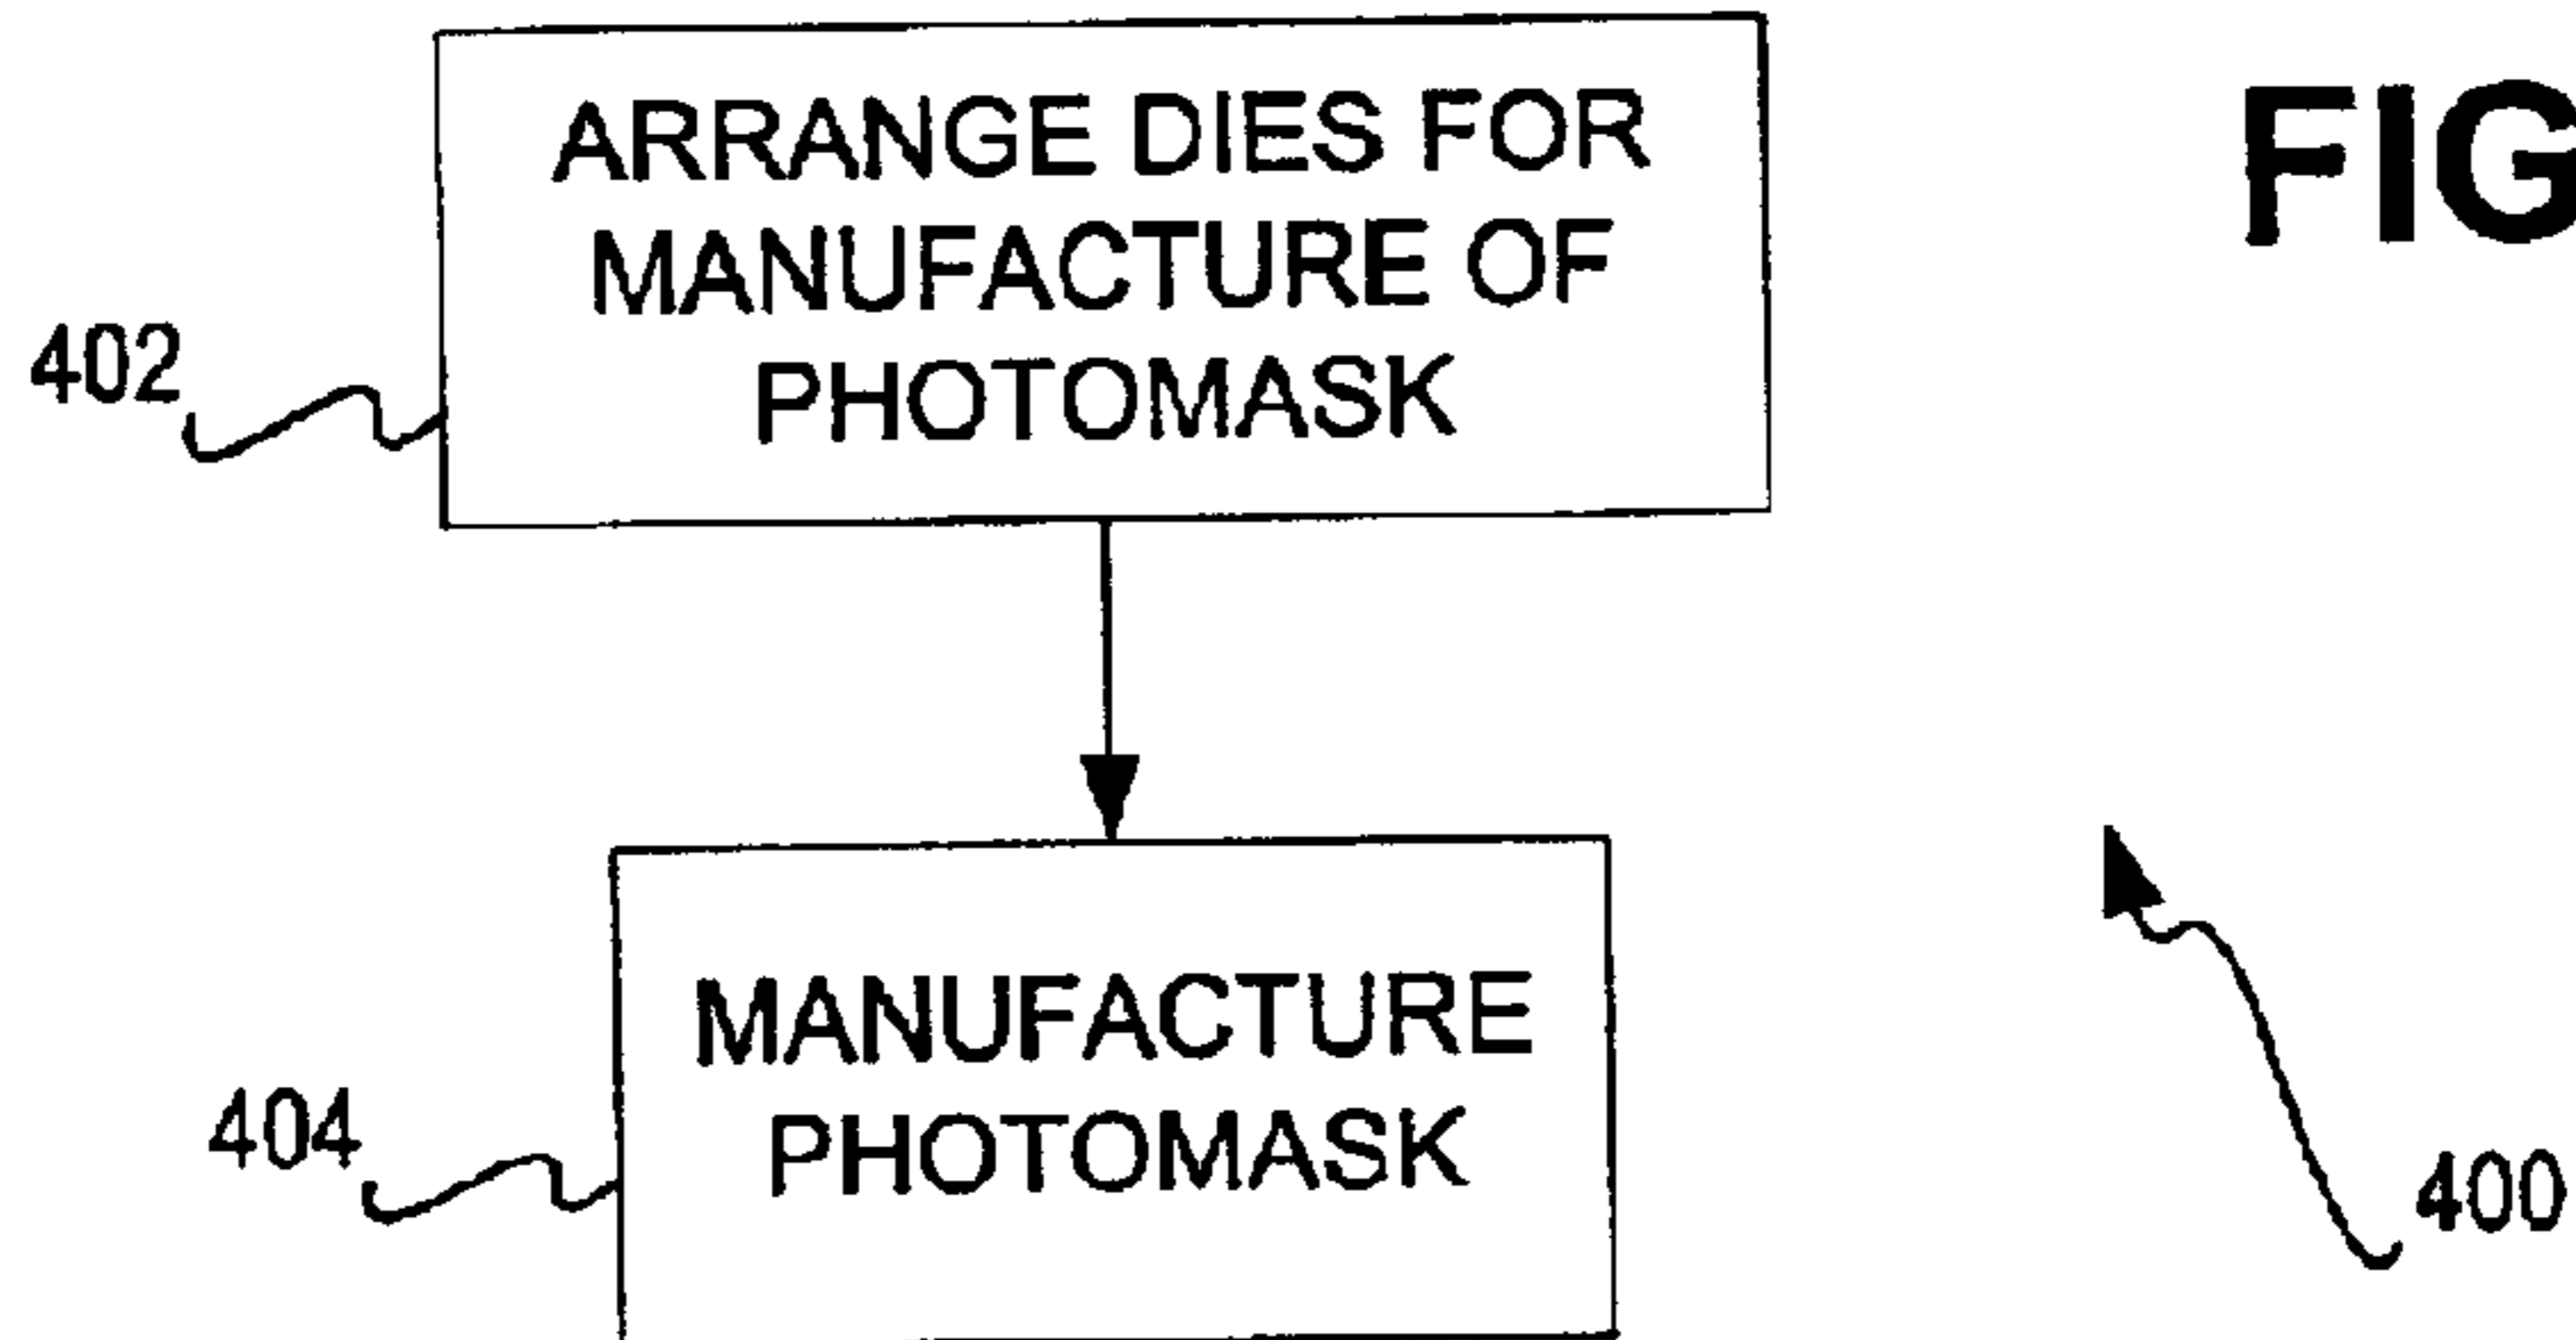 ARRANGE DIES FOR
MANUFACTURE OF
PHOTOMASK
FIG
402
MANUFACTURE
PHOTOMASK
404
400